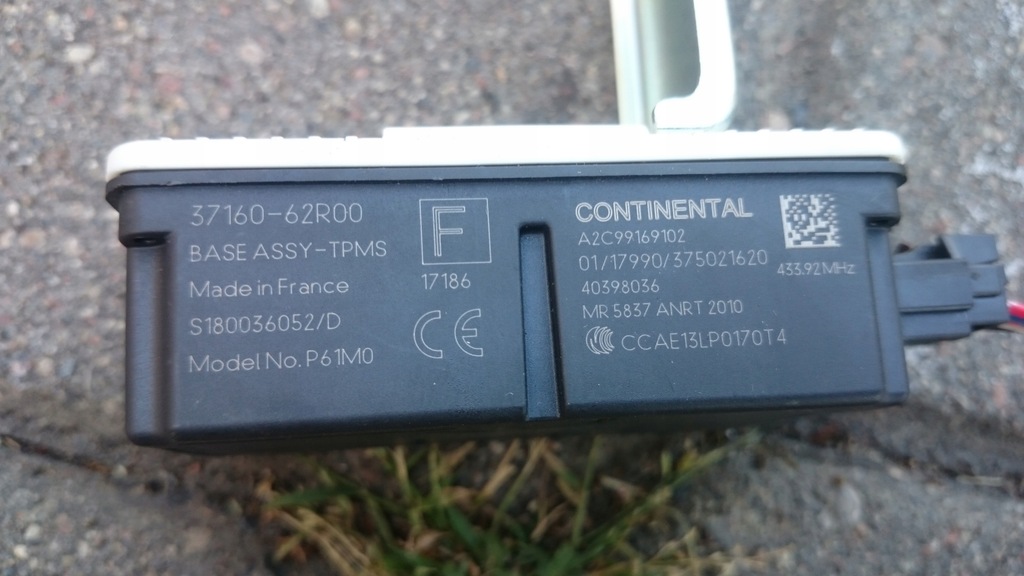 37160-62R00
BASE ASSY-TPMS
Made in France
S180036052/D
Model No. P61M0
F
17186
CE
CONTINENTAL
A2C99169102
01/17990/375021620
40398036
433.92MHz
MR 5837 ANRT 2010
CCAE13LP0170T4